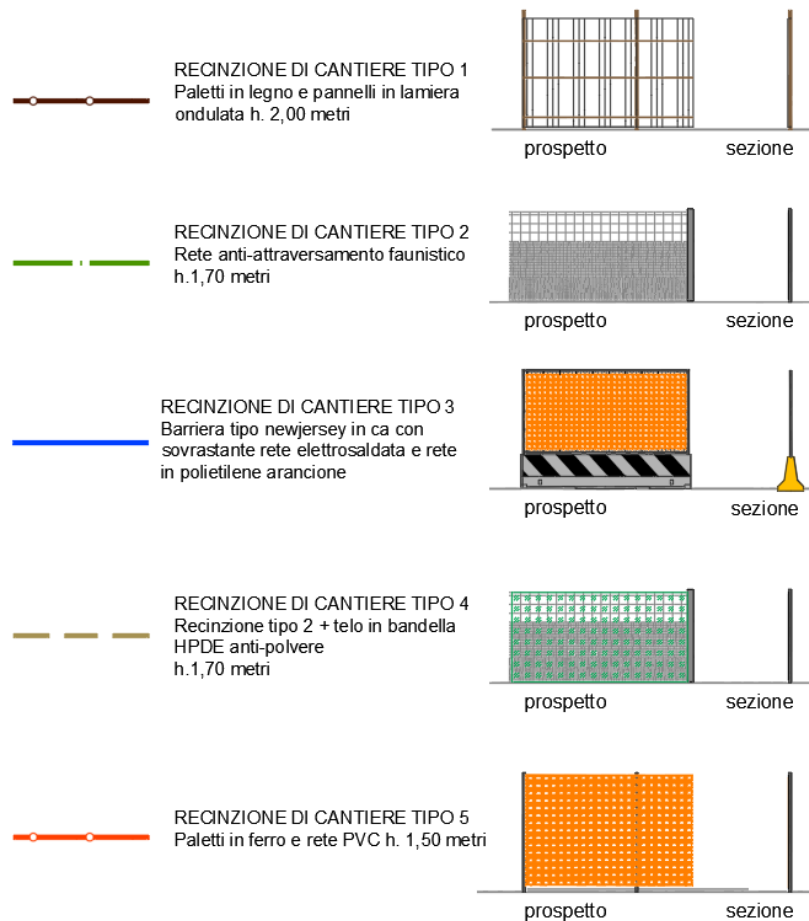 RECINZIONE DI CANTIERE TIPO 1
Paletti in legno e pannelli in lamiera
ondulata h. 2,00 metri
prospetto
sezione
RECINZIONE DI CANTIERE TIPO 2
Rete anti-attraversamento faunistico
h.1,70 metri
prospetto
sezione
RECINZIONE DI CANTIERE TIPO 3
Barriera tipo newjersey in ca con
sovrastante rete elettrosaldata e rete
in polietilene arancione
prospetto
sezione
RECINZIONE DI CANTIERE TIPO 4
Recinzione tipo 2 + telo in bandella
HPDE anti-polvere
h.1,70 metri
prospetto
sezione
RECINZIONE DI CANTIERE TIPO 5
Paletti in ferro e rete PVC h. 1,50 metri
prospetto
sezione